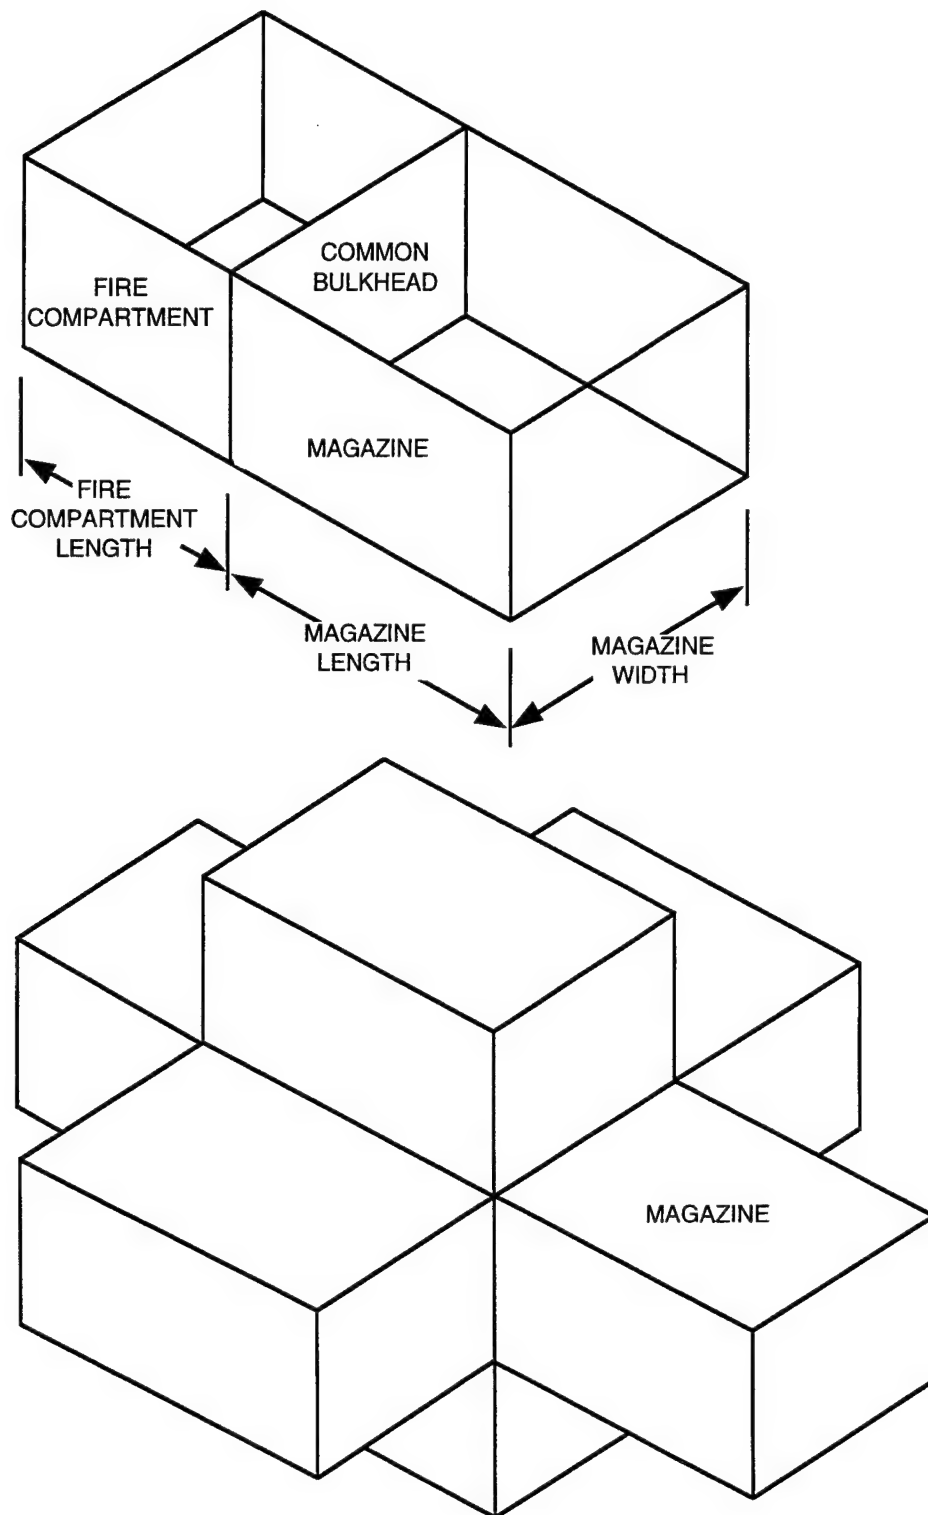 COMMON
BULKHEAD
FIRE
COMPARTMENT
MAGAZINE
FIRE
COMPARTMENT
LENGTH
MAGAZINE
LENGTH
MAGAZINE
WIDTH
MAGAZINE